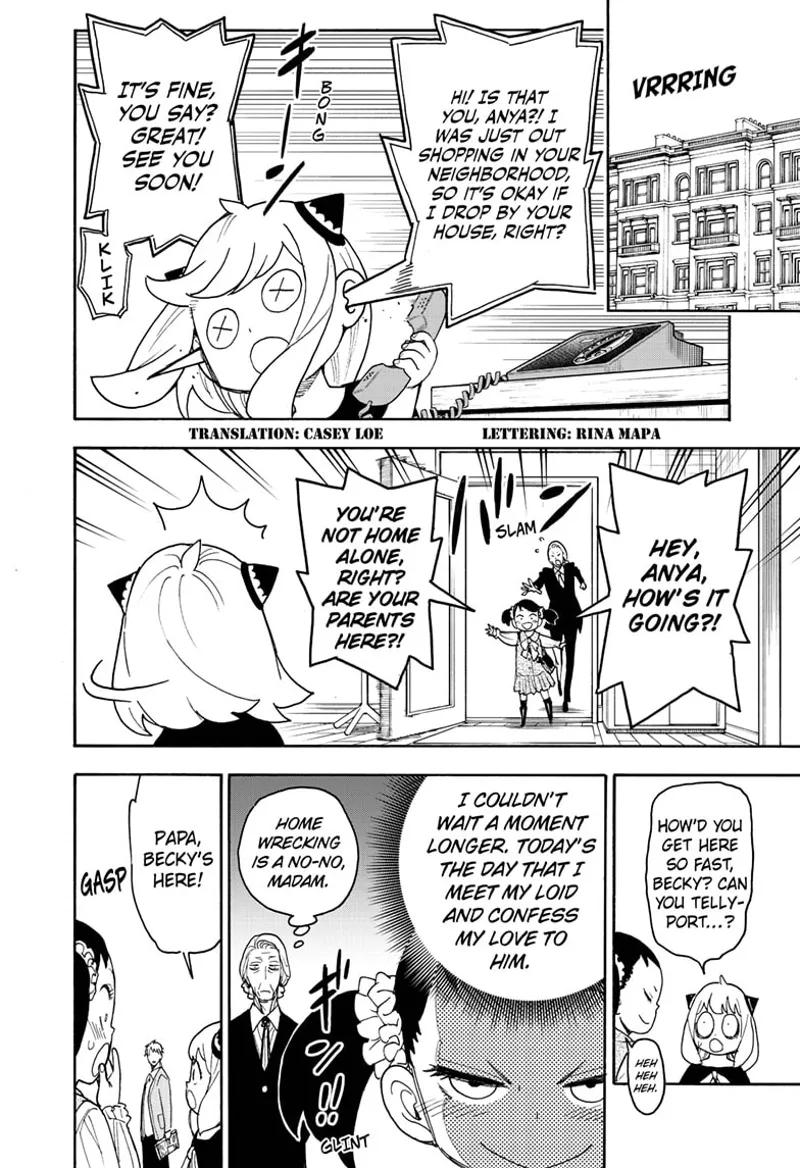 VRRRING
HI! IS THAT
YOU, ANYA?! I
WAS JUST OUT
SHOPPING IN YOUR
NEIGHBORHOOD,
SO IT'S OKAY IF
I DROP BY YOUR
HOUSE, RIGHT?
BONG
IT'S FINE,
YOU SAY?
GREAT!
SEE YOU
SOON!
KLIK
TRANSLATION: CASEY LOE
LETTERING: RINA MAPA
HEY,
ANYA,
HOW'S IT
GOING?!
SLAM
YOU'RE
NOT HOME
ALONE,
RIGHT?
ARE YOUR
PARENTS
HERE?!
HOW'D YOU
GET HERE
SO FAST,
BECKY? CAN
YOU TELLY-
PORT...?
HEH
HEH
HEH.
I COULDN'T
WAIT A MOMENT
LONGER. TODAY'S
THE DAY THAT I
MEET MY LOID
AND CONFESS
MY LOVE TO
HIM.
ギン!!
GLINT
HOME
WRECKING
IS A NO-NO,
MADAM.
PAPA,
BECKY'S
HERE!
GASP